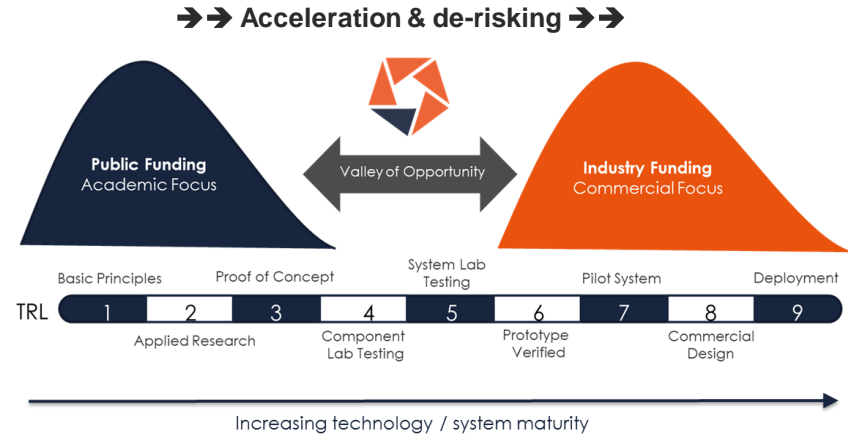 ➔➔ Acceleration & de-risking ➔➔
Public Funding
Academic Focus
Valley of Opportunity
Industry Funding
Commercial Focus
Basic Principles
Proof of Concept
System Lab
Testing
Pilot System
Deployment
TRL 1 2 3 4 5 6 7 8 9
Applied Research
Component
Lab Testing
Prototype
Verified
Commercial
Design
Increasing technology / system maturity